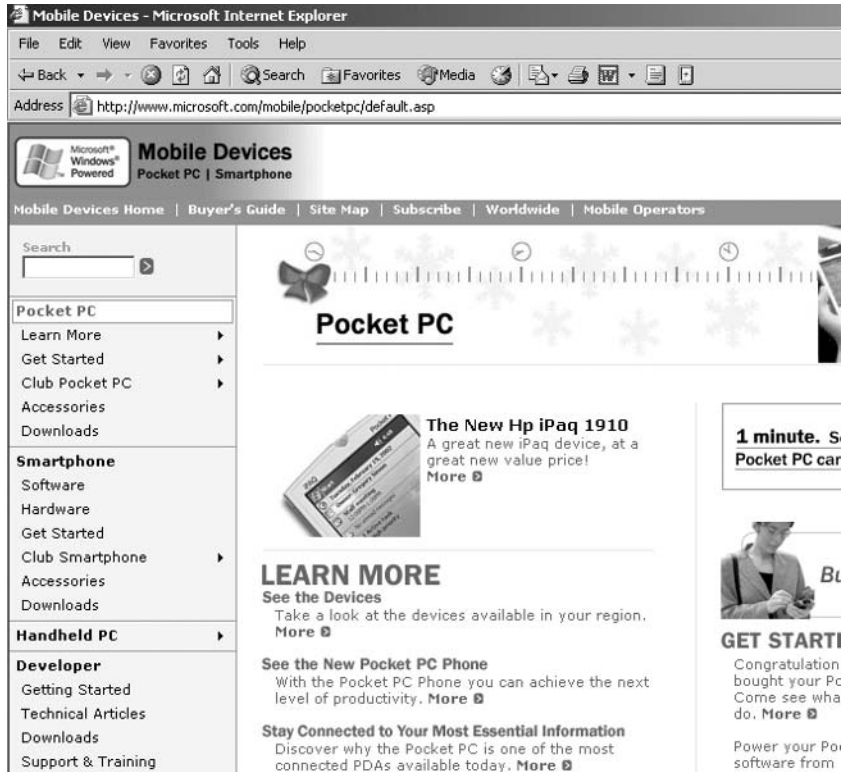 Mobile Devices - Microsoft Internet Explorer
File Edit View Favorites Tools Help
Back Search Favorites Media
Address http://www.microsoft.com/mobile/pocketpc/default.asp
Microsoft®
Windows®
Powered
Mobile Devices
Pocket PC | Smartphone
Mobile Devices Home | Buyer's Guide | Site Map | Subscribe | Worldwide | Mobile Operators
Search
Pocket PC
Learn More
Get Started
Club Pocket PC
Accessories
Downloads
Smartphone
Software
Hardware
Get Started
Club Smartphone
Accessories
Downloads
Handheld PC
Developer
Getting Started
Technical Articles
Downloads
Support & Training
Pocket PC
The New Hp iPaq 1910
A great new iPaq device, at a
great new value price!
More
LEARN MORE
See the Devices
Take a look at the devices available in your region.
More
See the New Pocket PC Phone
With the Pocket PC Phone you can achieve the next
level of productivity. More
Stay Connected to Your Most Essential Information
Discover why the Pocket PC is one of the most
connected PDAs available today. More
1 minute.
Pocket PC
GET
bought your
Come see
do. More
Power your
software from